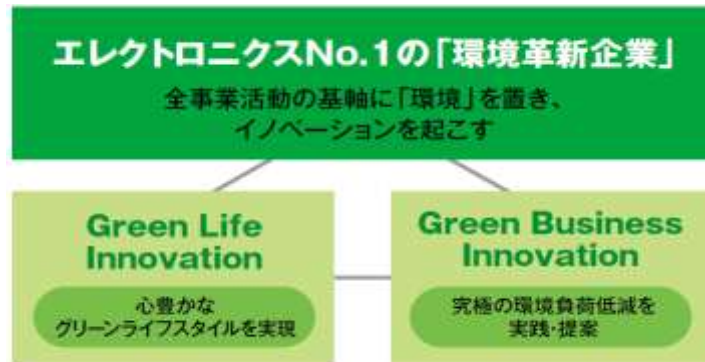 エレクトロニクスNo.1の「環境革新企業」
全事業活動の基軸に「環境」を置き、
イノベーションを起こす
Green Life
Innovation
心豊かな
グリーンライフスタイルを実現
Green Business
Innovation
究極の環境負荷低減を
実践・提案